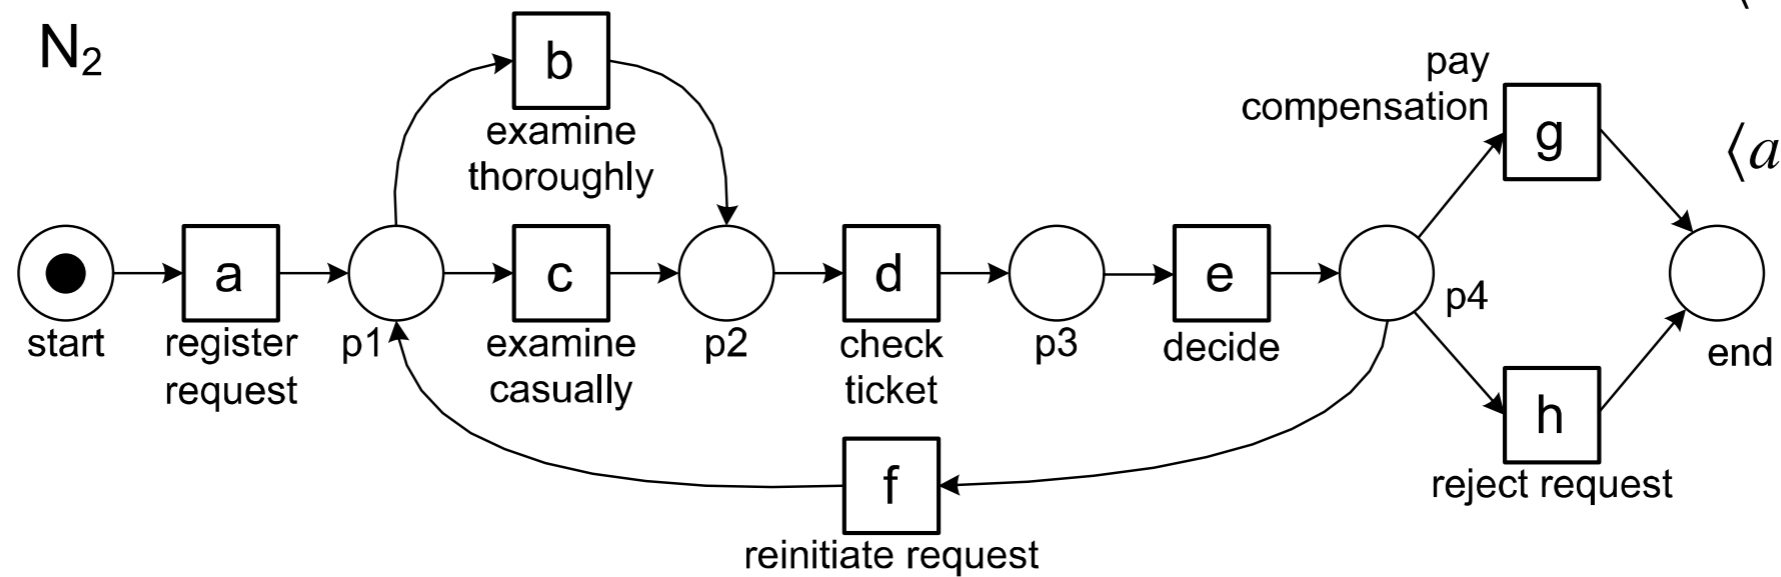 N₂
b
examine
thoroughly
pay
compensation
g
⟨a
start
a
register
request
p1
c
examine
casually
p2
d
check
ticket
p3
e
decide
p4
end
h
reject request
f
reinitiate request